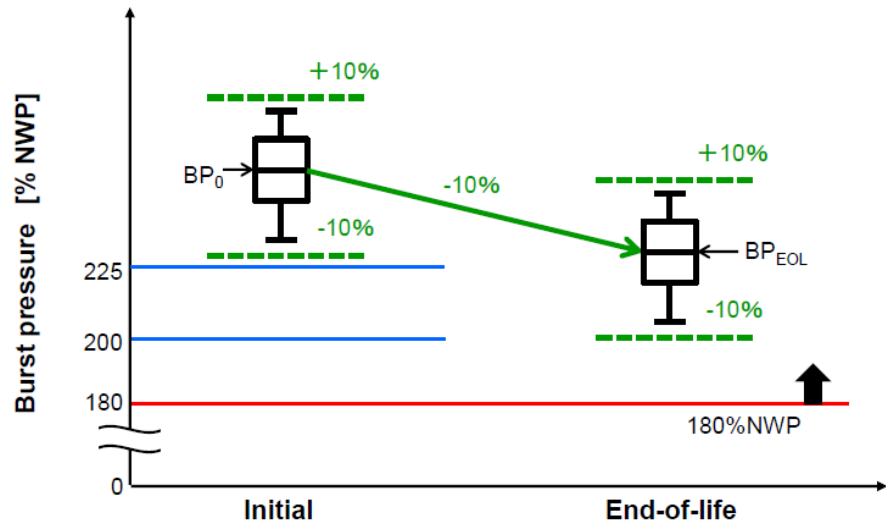 Burst pressure [% NWP]
+10%
BP0
-10%
-10%
+10%
BPEOL
-10%
225
200
180
180%NWP
0
Initial
End-of-life